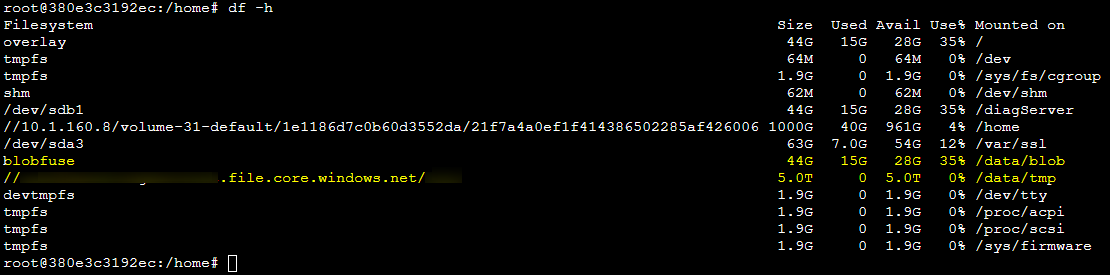 root@380e3c3192ec:/home# df -h
Filesystem Size Used Avail Use% Mounted on
overlay 44G 15G 28G 35% /
tmpfs 64M 0 64M 0% /dev
tmpfs 1.9G 0 1.9G 0% /sys/fs/cgroup
shm 62M 0 62M 0% /dev/shm
/dev/sdb1 44G 15G 28G 35% /diagServer
//10.1.160.8/volume-31-default/1e1186d7c0b60d3552da/21f7a4a0ef1f414386502285af426006 1000G 40G 961G 4% /home
/dev/sda3 63G 7.0G 54G 12% /var/ssl
blobfuse 44G 15G 28G 35% /data/blob
// .file.core.windows.net/ 5.0T 0 5.0T 0% /data/tmp
devtmpfs 1.9G 0 1.9G 0% /dev/tty
tmpfs 1.9G 0 1.9G 0% /proc/acpi
tmpfs 1.9G 0 1.9G 0% /proc/scsi
tmpfs 1.9G 0 1.9G 0% /sys/firmware
root@380e3c3192ec:/home#